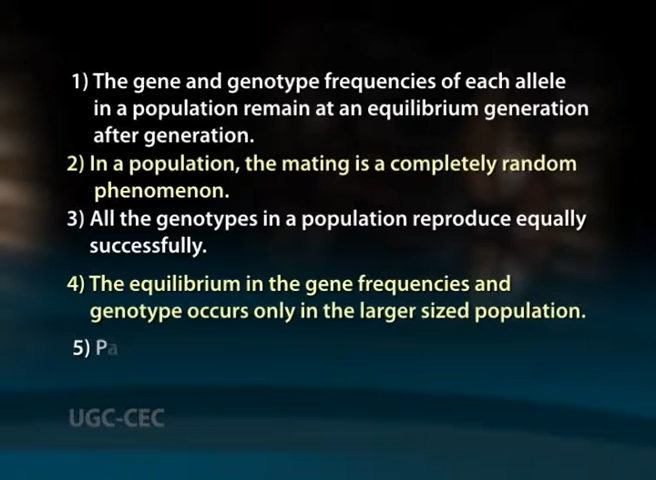 1) The gene and genotype frequencies of each allele
in a population remain at an equilibrium generation
after generation.
2) In a population, the mating is a completely random
phenomenon.
3) All the genotypes in a population reproduce equally
successfully.
4) The equilibrium in the gene frequencies and
genotype occurs only in the larger sized population.
5) Pa
UGC-CEC